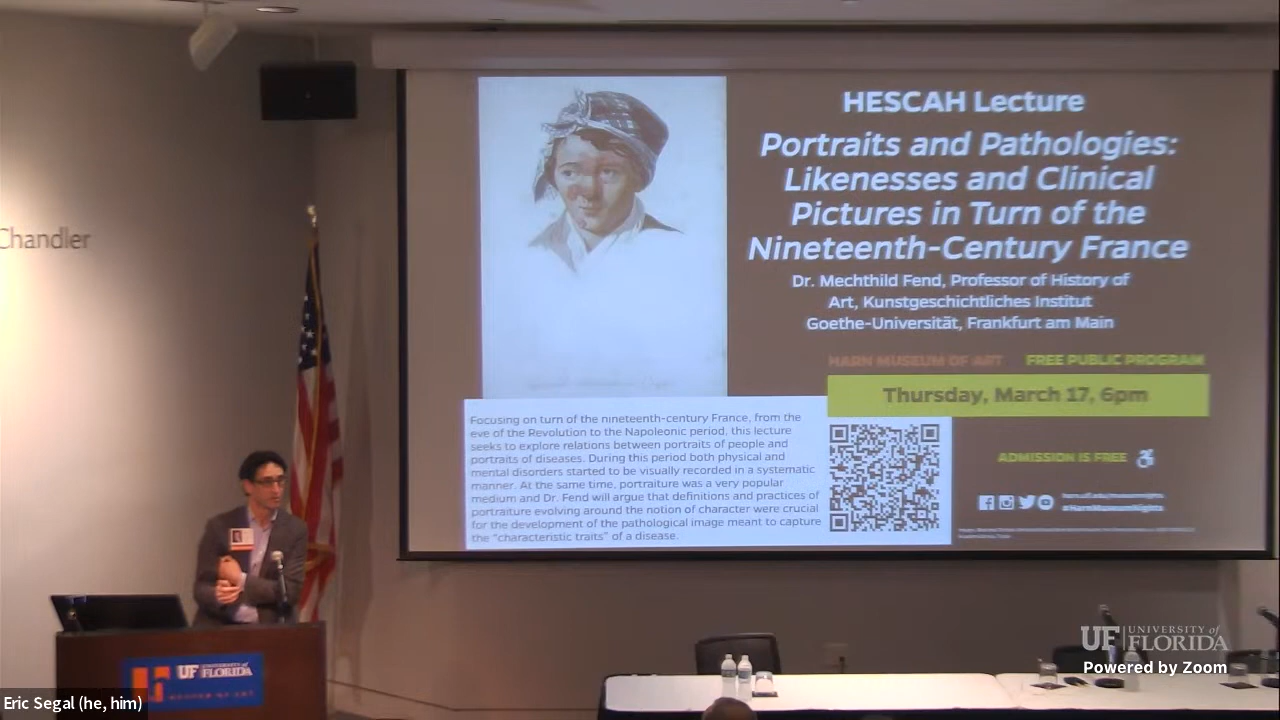 Chandler
HESCAH Lecture
Portraits and Pathologies:
Likenesses and Clinical
Pictures in Turn of the
Nineteenth-Century France
Dr. Mechthild Fend, Professor of History of
Art, Kunstgeschichtliches Institut
Goethe-Universität, Frankfurt am Main
HARN MUSEUM OF ART FREE PUBLIC PROGRAM
Thursday, March 17, 6pm
Focusing on turn of the nineteenth-century France, from the
eve of the Revolution to the Napoleonic period, this lecture
seeks to explore relations between portraits of people and
portraits of diseases. During this period both physical and
mental disorders started to be visually recorded in a systematic
manner. At the same time, portraiture was a very popular
medium and Dr. Fend will argue that definitions and practices of
portraiture evolving around the notion of character were crucial
for the development of the pathological image meant to capture
the "characteristic traits" of a disease.
ADMISSION IS FREE
#HarnMuseumNights
UF UNIVERSITY of
FLORIDA
UF UNIVERSITY of
FLORIDA
Powered by Zoom
Eric Segal (he, him)